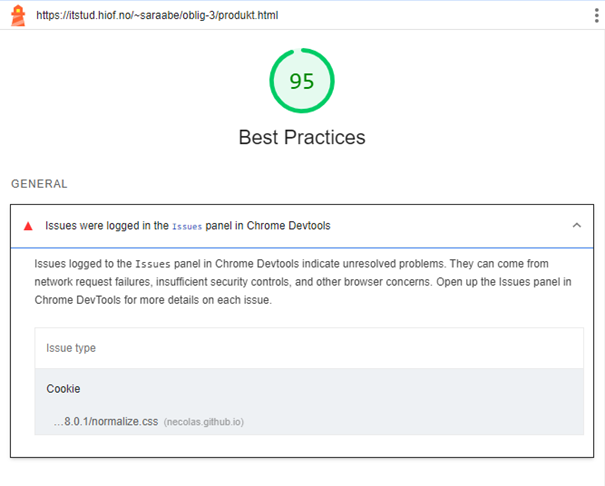 https://itstud.hiof.no/~saraabe/oblig-3/produkt.html
95
Best Practices
GENERAL
Issues were logged in the Issues panel in Chrome Devtools
Issues logged to the Issues panel in Chrome Devtools indicate unresolved problems. They can come from
network request failures, insufficient security controls, and other browser concerns. Open up the Issues panel in
Chrome DevTools for more details on each issue.
Issue type
Cookie
…8.0.1/normalize.css (necolas.github.io)